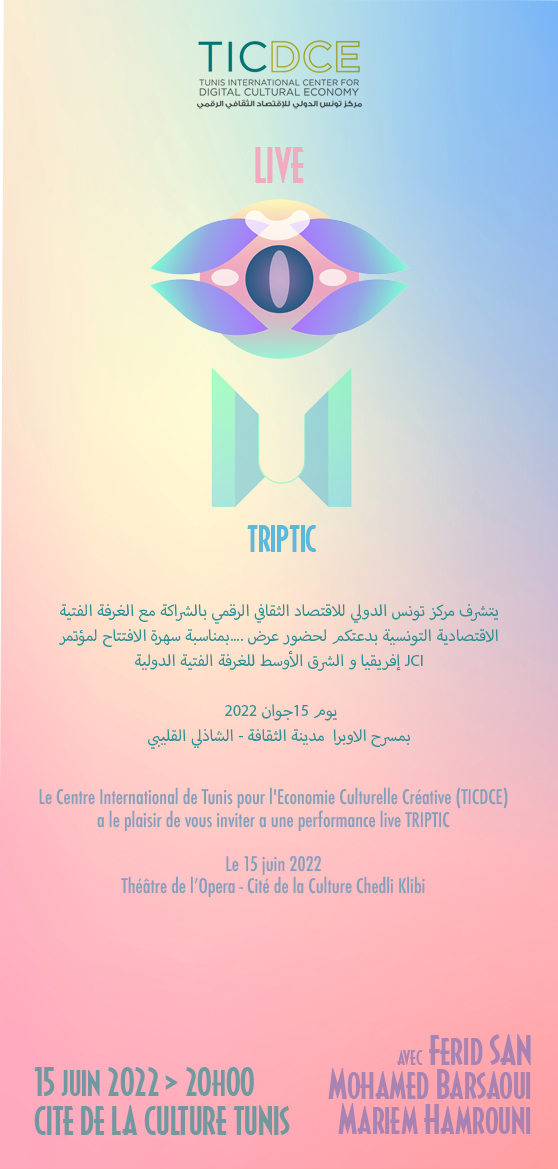 TICDCE
TUNIS INTERNATIONAL CENTER FOR
DIGITAL CULTURAL ECONOMY
مركز تونس الدولي للإقتصاد الثقافي الرقمي
LIVE
TRIPTIC
يتشرف مركز تونس الدولي للاقتصاد الثقافي الرقمي بالشراكة مع الغرفة الفتية
الاقتصادية التونسية بدعتكم لحضور عرض ....بمناسبة سهرة الافتتاح لمؤتمر
JCI إفريقيا و الشرق الأوسط للغرفة الفتية الدولية
يوم 15جوان 2022
بمسرح الاوبرا مدينة الثقافة - الشاذلي القليبي
Le Centre International de Tunis pour l'Economie Culturelle Créative (TICDCE)
a le plaisir de vous inviter a une performance live TRIPTIC
Le 15 juin 2022
Théâtre de l’Opera - Cité de la Culture Chedli Klibi
15 JUIN 2022 > 20H00
CITE DE LA CULTURE TUNIS
AVEC FERID SAN
MOHAMED BARSAOUI
MARIEM HAMROUNI